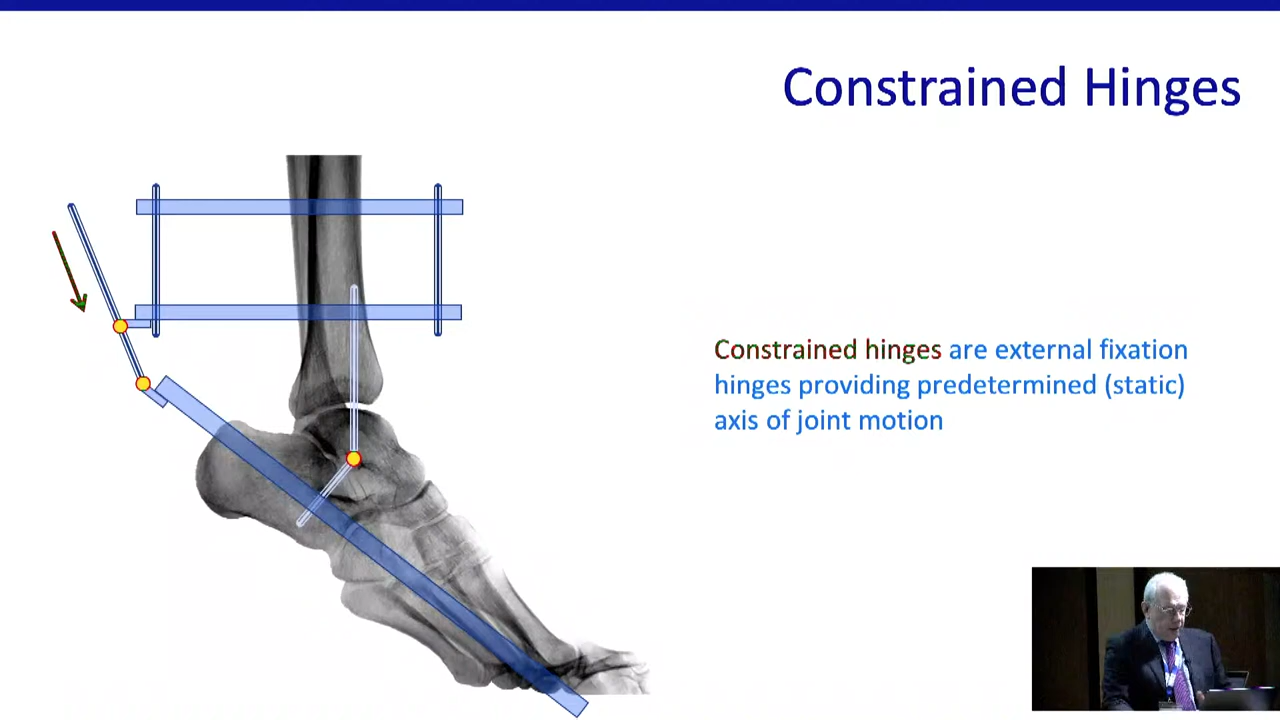 Constrained Hinges
Constrained hinges are external fixation
hinges providing predetermined (static)
axis of joint motion